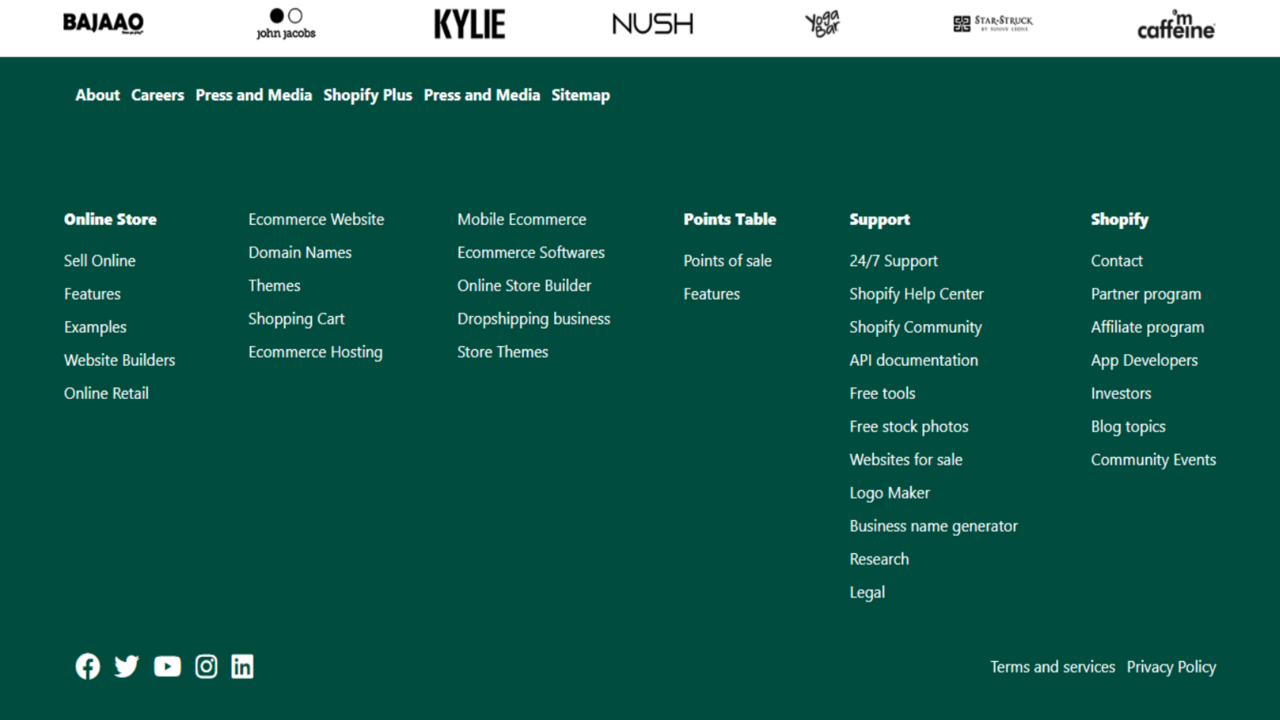 BAJAAO
john jacobs
KYLIE
NUSH
Yoga Bar
STAR★STRUCK
BY SUNNY LEONE
i'm caffeine
About Careers Press and Media Shopify Plus Press and Media Sitemap
Online Store
Sell Online
Features
Examples
Website Builders
Online Retail
Ecommerce Website
Domain Names
Themes
Shopping Cart
Ecommerce Hosting
Mobile Ecommerce
Ecommerce Softwares
Online Store Builder
Dropshipping business
Store Themes
Points Table
Points of sale
Features
Support
24/7 Support
Shopify Help Center
Shopify Community
API documentation
Free tools
Free stock photos
Websites for sale
Logo Maker
Business name generator
Research
Legal
Shopify
Contact
Partner program
Affiliate program
App Developers
Investors
Blog topics
Community Events
Terms and services Privacy Policy